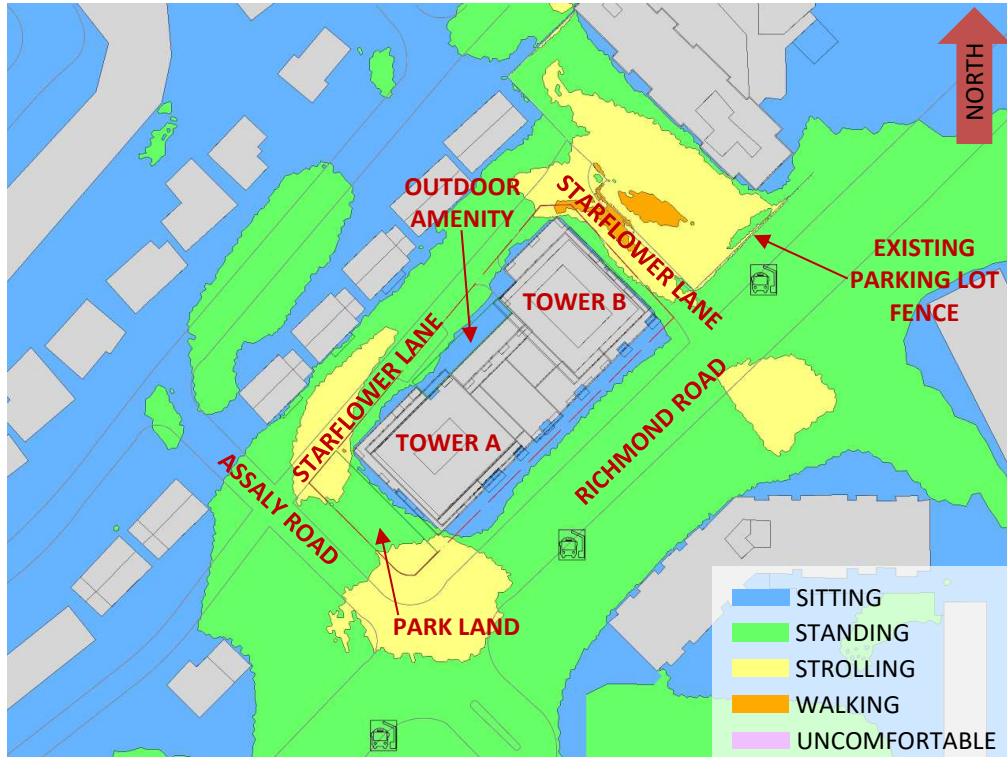 NORTH
OUTDOOR
AMENITY
STARFLOWER LANE
EXISTING
PARKING LOT
FENCE
TOWER B
STARFLOWER LANE
TOWER A
RICHMOND ROAD
ASSALY ROAD
PARK LAND
SITTING
STANDING
STROLLING
WALKING
UNCOMFORTABLE